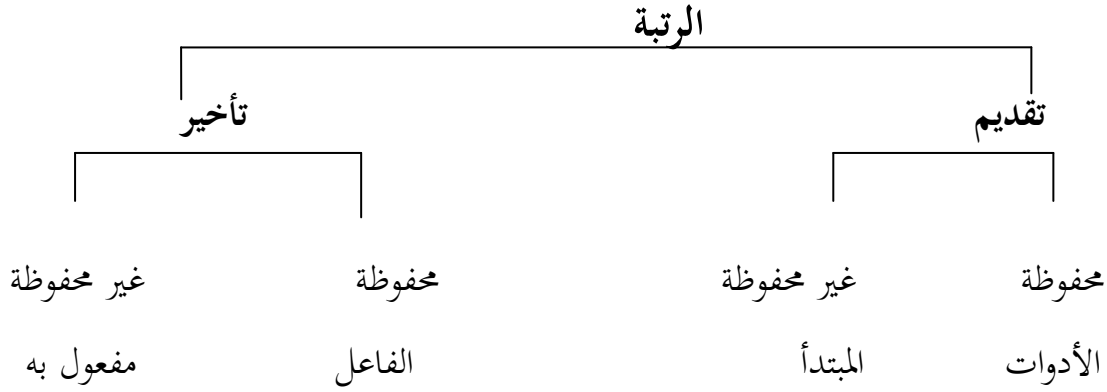 الرتبة
تقديم تأخير
محفوظة غير محفوظة محفوظة غير محفوظة
الأدوات المبتدأ الفاعل مفعول به